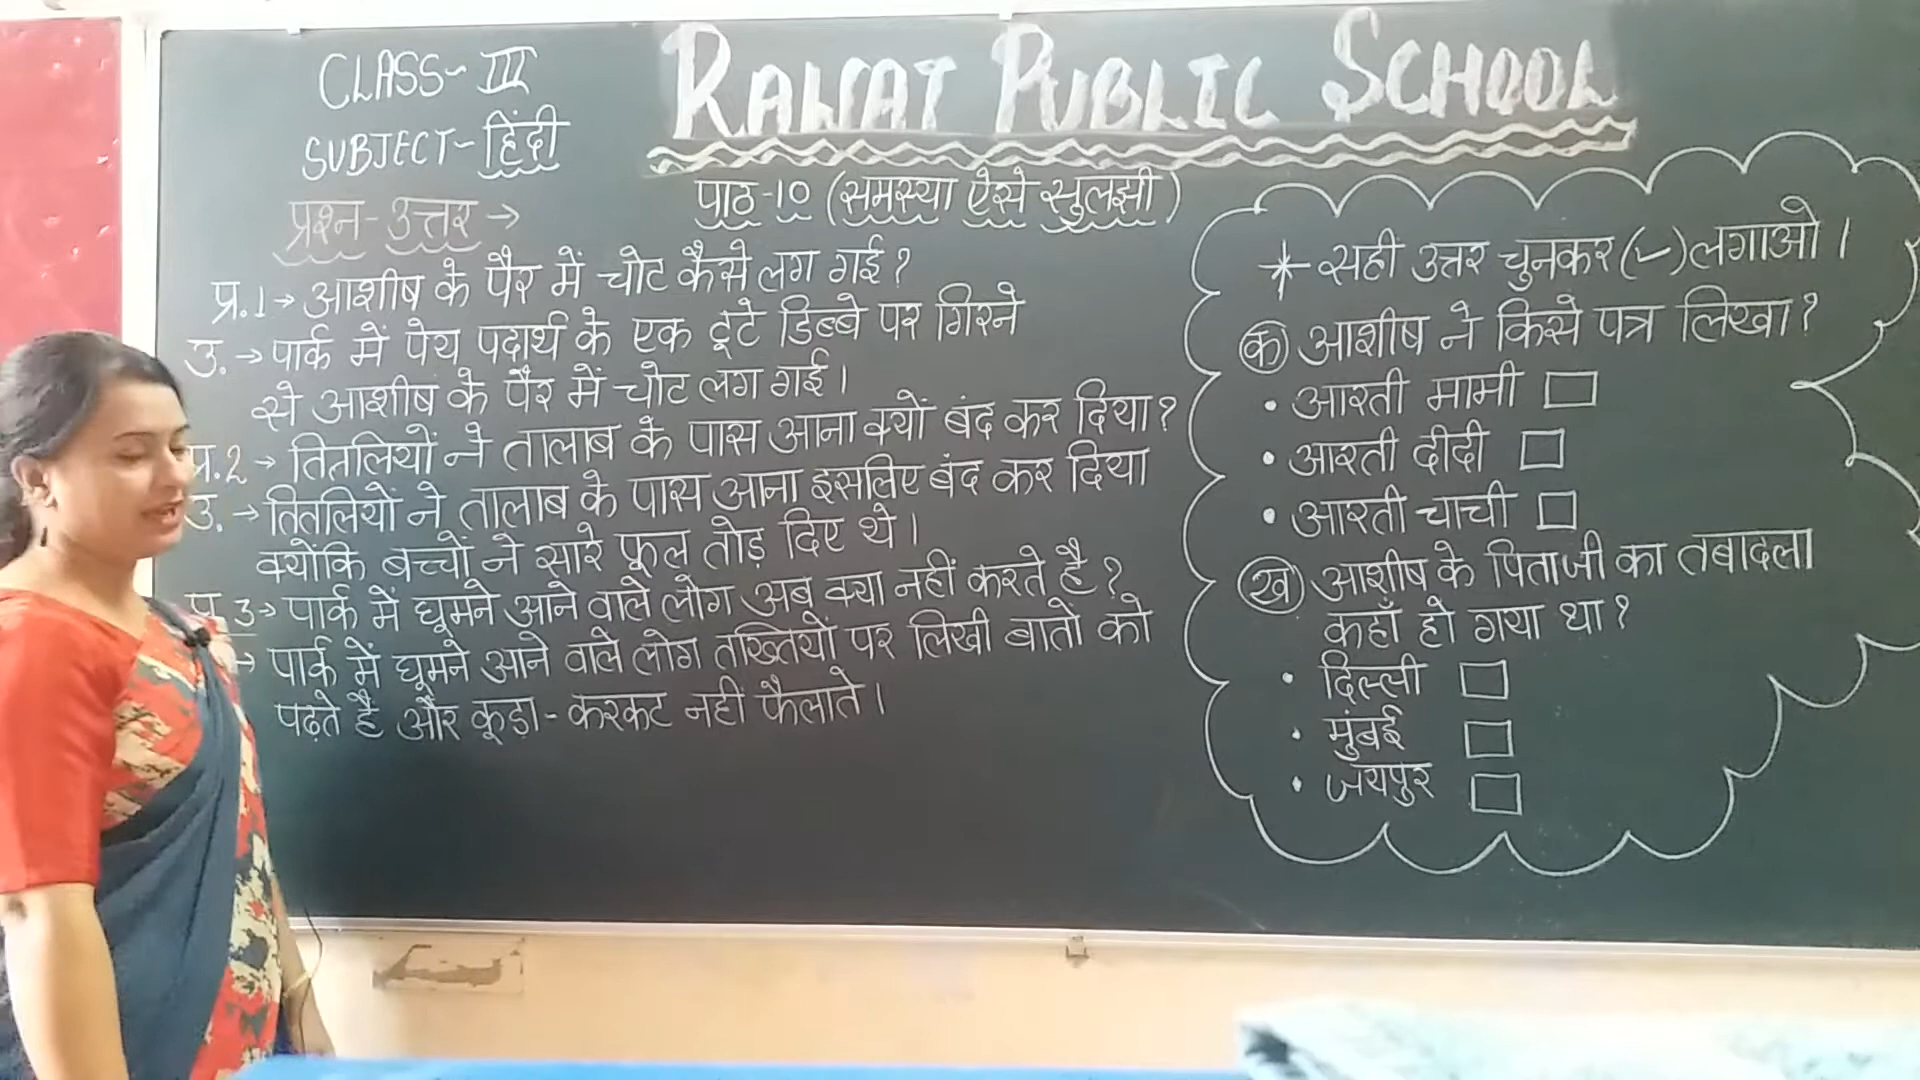 CLASS- III
SUBJECT- हिंदी
RAWAT PUBLIC SCHOOL
पाठ-10 (समस्या ऐसे सुलझी)
प्रश्न-उत्तर →
प्र.1→ आशीष के पैर में चोट कैसे लग गई?
उ.→ पार्क में पेय पदार्थ के एक टूटे डिब्बे पर गिरने
से आशीष के पैर में चोट लग गई।
प्र.2→ तितलियों ने तालाब के पास आना क्यों बंद कर दिया?
उ.→ तितलियों ने तालाब के पास आना इसलिए बंद कर दिया
क्योंकि बच्चों ने सारे फूल तोड़ दिए थे।
प्र.3→ पार्क में घूमने आने वाले लोग अब क्या नहीं करते है?
→ पार्क में घूमने आने वाले लोग तख्तियों पर लिखी बातों को
पढ़ते है और कूड़ा-करकट नही फैलाते।
* सही उत्तर चुनकर (✓) लगाओ।
(क) आशीष ने किसे पत्र लिखा?
• आरती मामी □
• आरती दीदी □
• आरती चाची □
(ख) आशीष के पिताजी का तबादला
कहाँ हो गया था?
• दिल्ली □
• मुंबई □
• जयपुर □